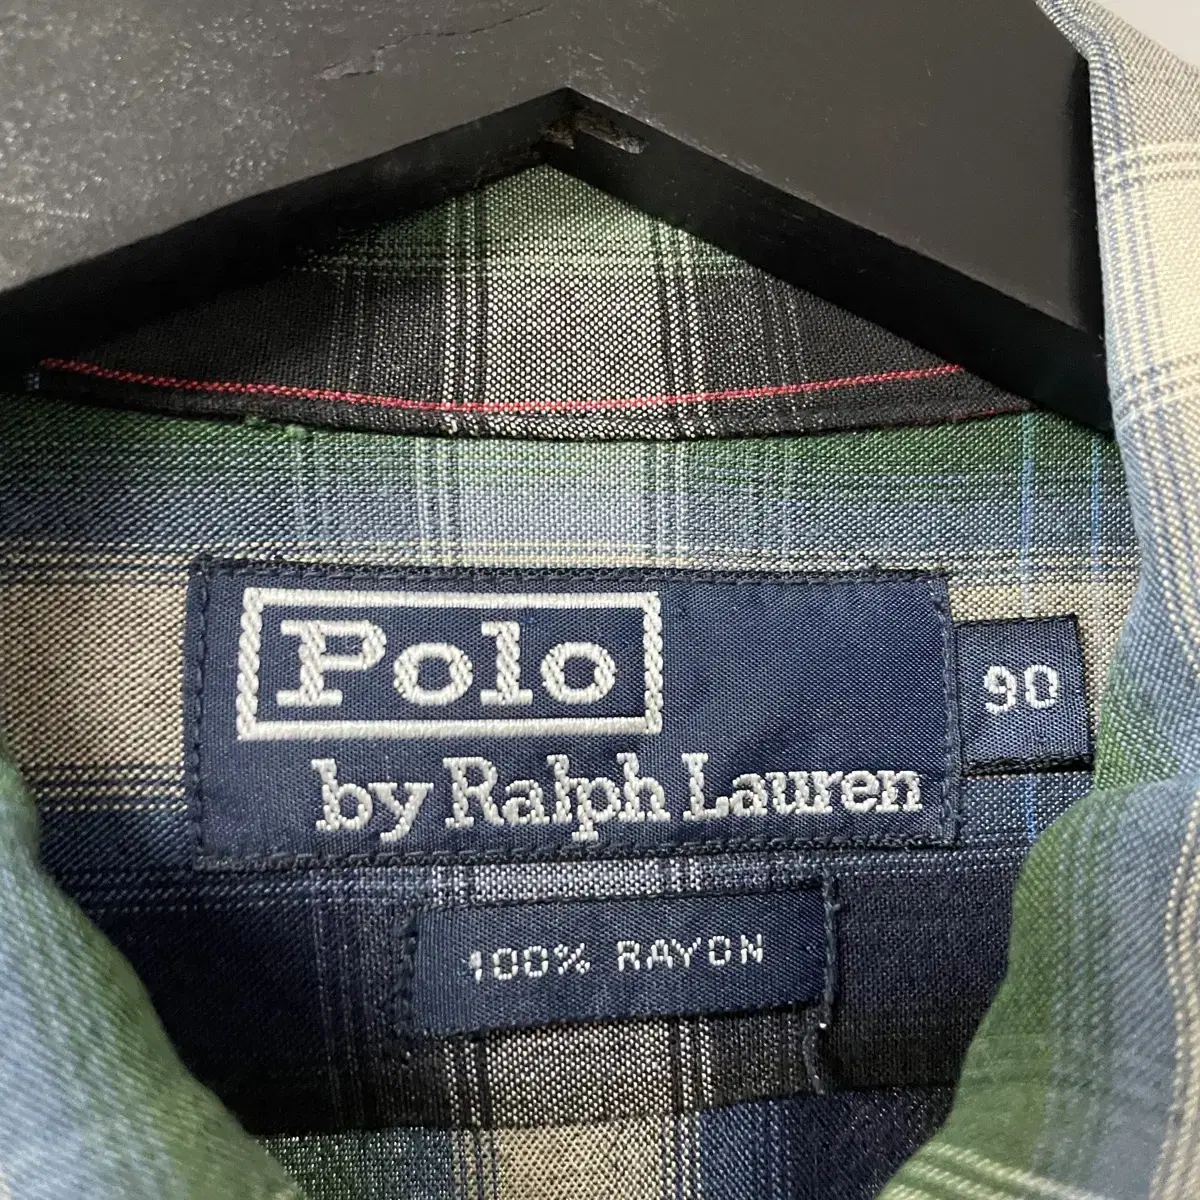 Polo
by Ralph Lauren
90
100% RAYON